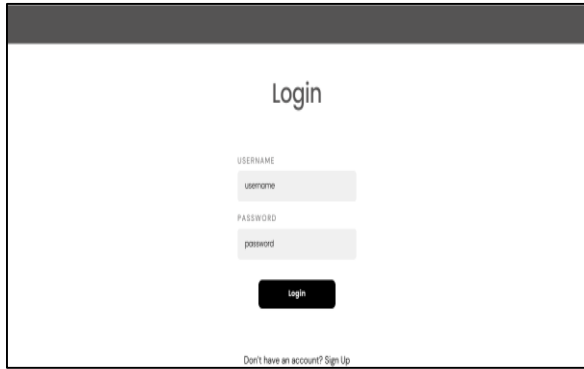 Login
USERNAME
username
PASSWORD
password
Login
Don't have an account? Sign Up